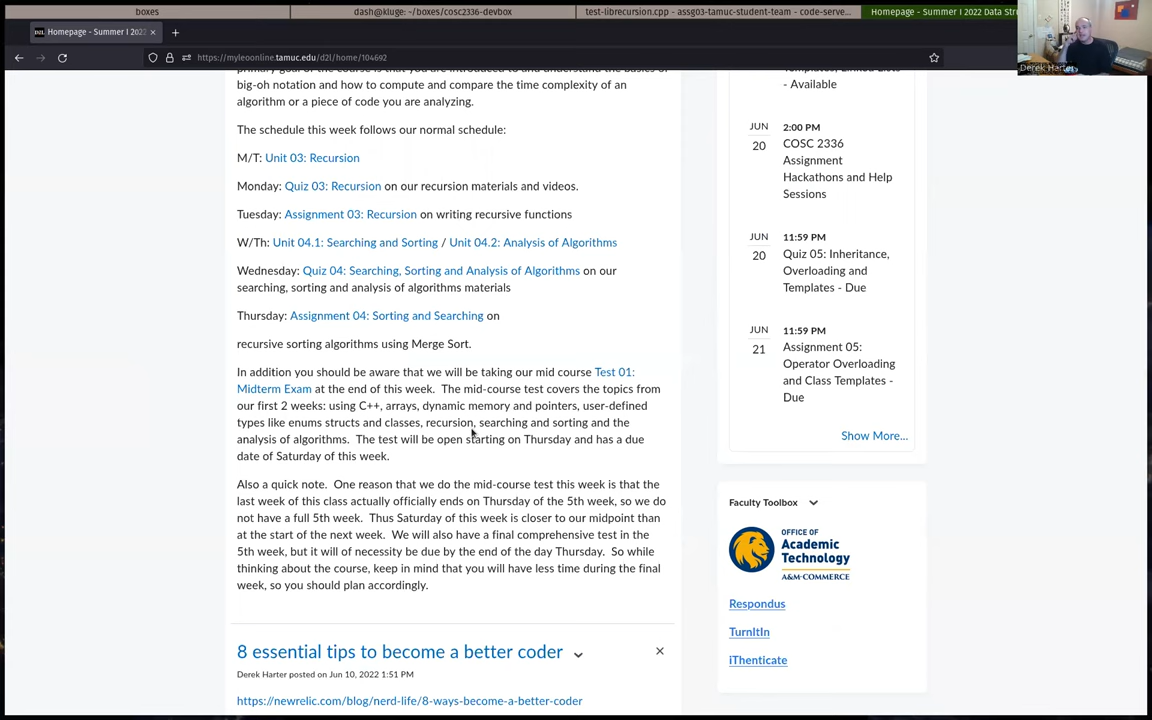 boxes
dash@kluge: ~/boxes/cosc2336-devbox
test-librecursion.cpp - assg03-tamuc-student-team - code-serve...
Homepage - Summer I 2022 Data Str
Homepage - Summer I 2022
https://myleoonline.tamuc.edu/d2l/home/104692
Derek Harter
primary goal of the course is that you are introduced to and understand the basics of
big-oh notation and how to compute and compare the time complexity of an
algorithm or a piece of code you are analyzing.
The schedule this week follows our normal schedule:
M/T: Unit 03: Recursion
Monday: Quiz 03: Recursion on our recursion materials and videos.
Tuesday: Assignment 03: Recursion on writing recursive functions
W/Th: Unit 04.1: Searching and Sorting / Unit 04.2: Analysis of Algorithms
Wednesday: Quiz 04: Searching, Sorting and Analysis of Algorithms on our
searching, sorting and analysis of algorithms materials
Thursday: Assignment 04: Sorting and Searching on
recursive sorting algorithms using Merge Sort.
In addition you should be aware that we will be taking our mid course Test 01:
Midterm Exam at the end of this week.  The mid-course test covers the topics from
our first 2 weeks: using C++, arrays, dynamic memory and pointers, user-defined
types like enums structs and classes, recursion, searching and sorting and the
analysis of algorithms.  The test will be open starting on Thursday and has a due
date of Saturday of this week.
Also a quick note.  One reason that we do the mid-course test this week is that the
last week of this class actually officially ends on Thursday of the 5th week, so we do
not have a full 5th week.  Thus Saturday of this week is closer to our midpoint than
at the start of the next week.  We will also have a final comprehensive test in the
5th week, but it will of necessity be due by the end of the day Thursday.  So while
thinking about the course, keep in mind that you will have less time during the final
week, so you should plan accordingly.
8 essential tips to become a better coder
Derek Harter posted on Jun 10, 2022 1:51 PM
https://newrelic.com/blog/nerd-life/8-ways-become-a-better-coder
- Available
JUN
20
2:00 PM
COSC 2336
Assignment
Hackathons and Help
Sessions
JUN
20
11:59 PM
Quiz 05: Inheritance,
Overloading and
Templates - Due
JUN
21
11:59 PM
Assignment 05:
Operator Overloading
and Class Templates -
Due
Show More...
Faculty Toolbox
OFFICE OF
Academic
Technology
A&M-COMMERCE
Respondus
TurnItIn
iThenticate